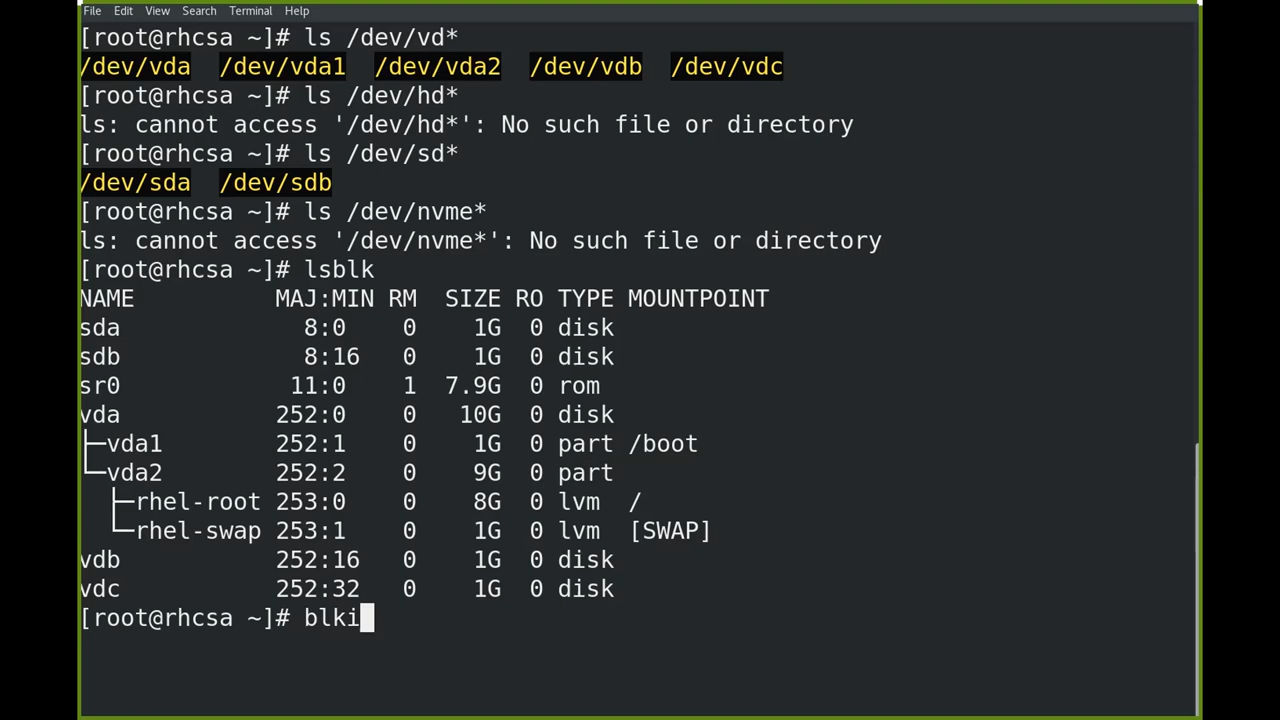 File Edit View Search Terminal Help
[root@rhcsa ~]# ls /dev/vd*
/dev/vda /dev/vda1 /dev/vda2 /dev/vdb /dev/vdc
[root@rhcsa ~]# ls /dev/hd*
ls: cannot access '/dev/hd*': No such file or directory
[root@rhcsa ~]# ls /dev/sd*
/dev/sda /dev/sdb
[root@rhcsa ~]# ls /dev/nvme*
ls: cannot access '/dev/nvme*': No such file or directory
[root@rhcsa ~]# lsblk
NAME MAJ:MIN RM SIZE RO TYPE MOUNTPOINT
sda 8:0 0 1G 0 disk
sdb 8:16 0 1G 0 disk
sr0 11:0 1 7.9G 0 rom
vda 252:0 0 10G 0 disk
├─vda1 252:1 0 1G 0 part /boot
└─vda2 252:2 0 9G 0 part
├─rhel-root 253:0 0 8G 0 lvm /
└─rhel-swap 253:1 0 1G 0 lvm [SWAP]
vdb 252:16 0 1G 0 disk
vdc 252:32 0 1G 0 disk
[root@rhcsa ~]# blki